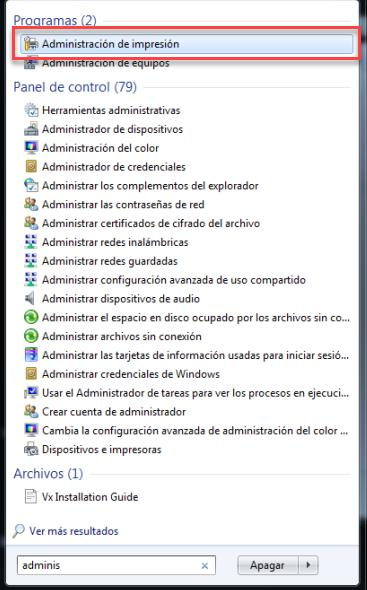 Programas (2)
Administración de impresión
Administración de equipos
Panel de control (79)
Herramientas administrativas
Administrador de dispositivos
Administración del color
Administrador de credenciales
Administrar los complementos del explorador
Administrar las contraseñas de red
Administrar certificados de cifrado del archivo
Administrar redes inalámbricas
Administrar redes guardadas
Administrar configuración avanzada de uso compartido
Administrar dispositivos de audio
Administrar el espacio en disco ocupado por los archivos sin co...
Administrar archivos sin conexión
Administrar las tarjetas de información usadas para iniciar sesió...
Administrar credenciales de Windows
Usar el Administrador de tareas para ver los procesos en ejecuci...
Crear cuenta de administrador
Cambia la configuración avanzada de administración del color ...
Dispositivos e impresoras
Archivos (1)
Vx Installation Guide
Ver más resultados
adminis
Apagar